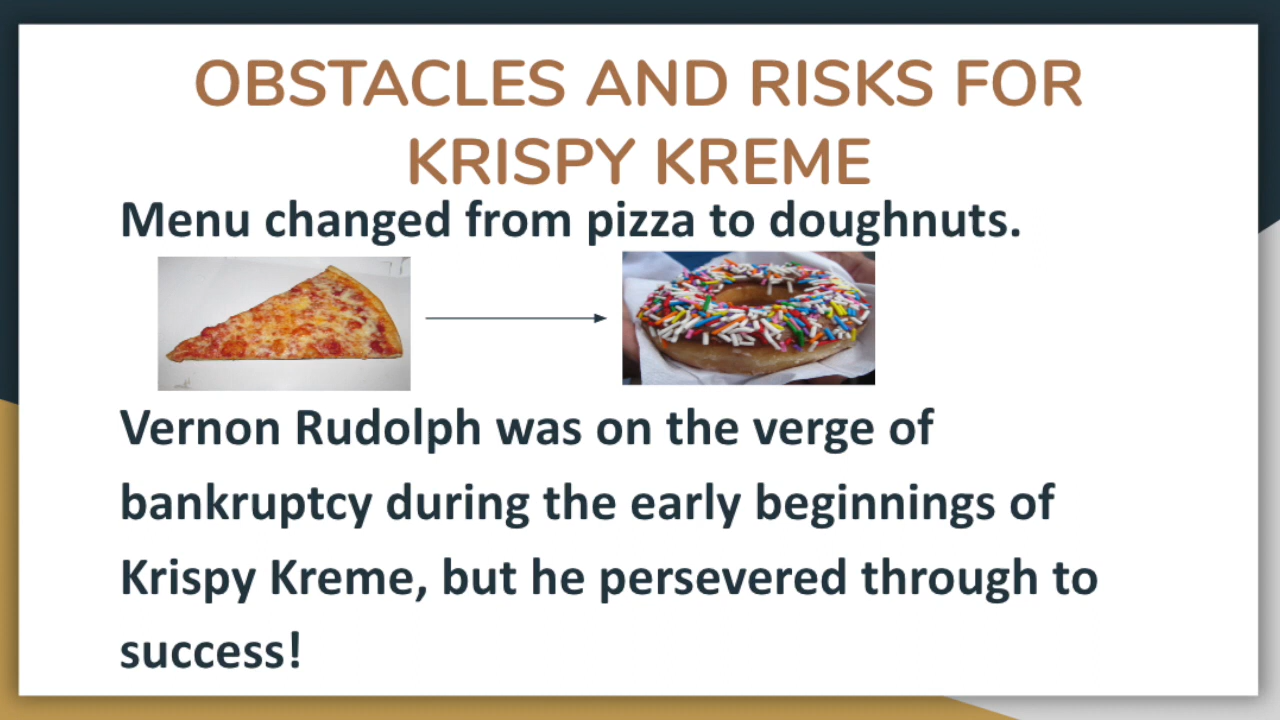 OBSTACLES AND RISKS FOR
KRISPY KREME
Menu changed from pizza to doughnuts.
Vernon Rudolph was on the verge of
bankruptcy during the early beginnings of
Krispy Kreme, but he persevered through to
success!